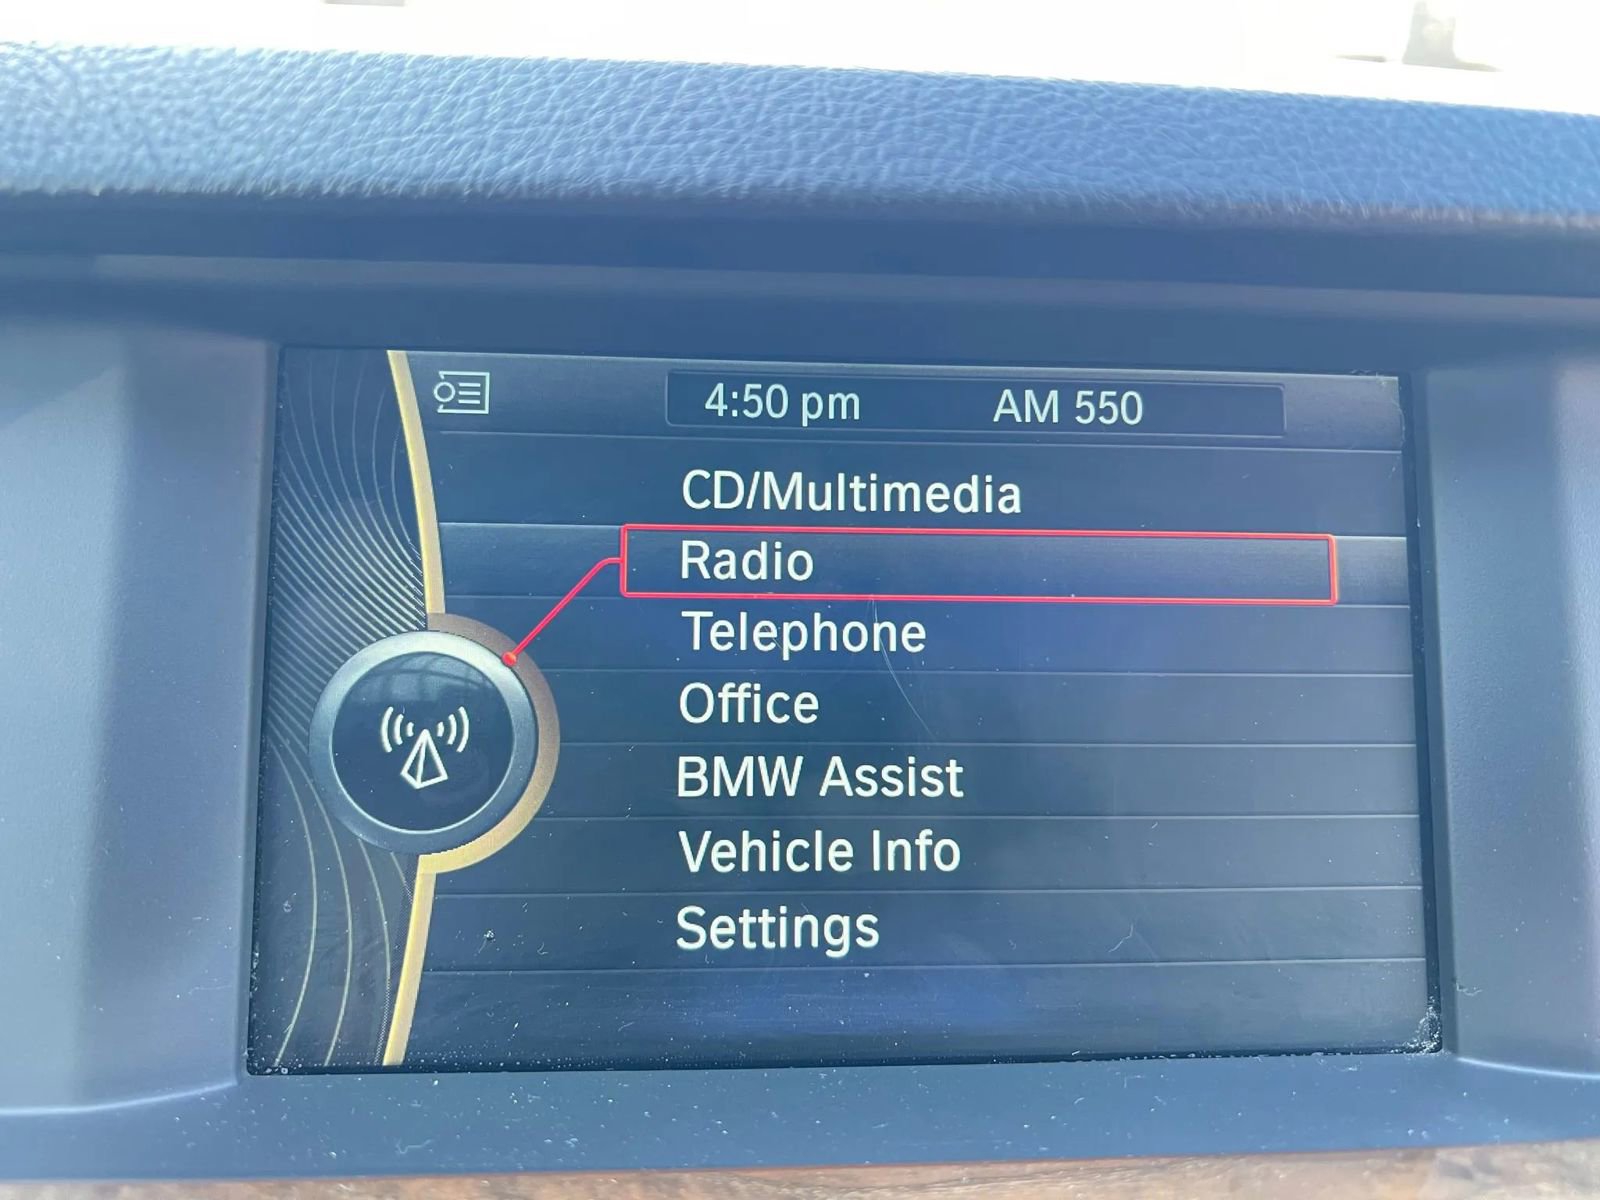 4:50 pm AM 550
CD/Multimedia
Radio
Telephone
Office
BMW Assist
Vehicle Info
Settings